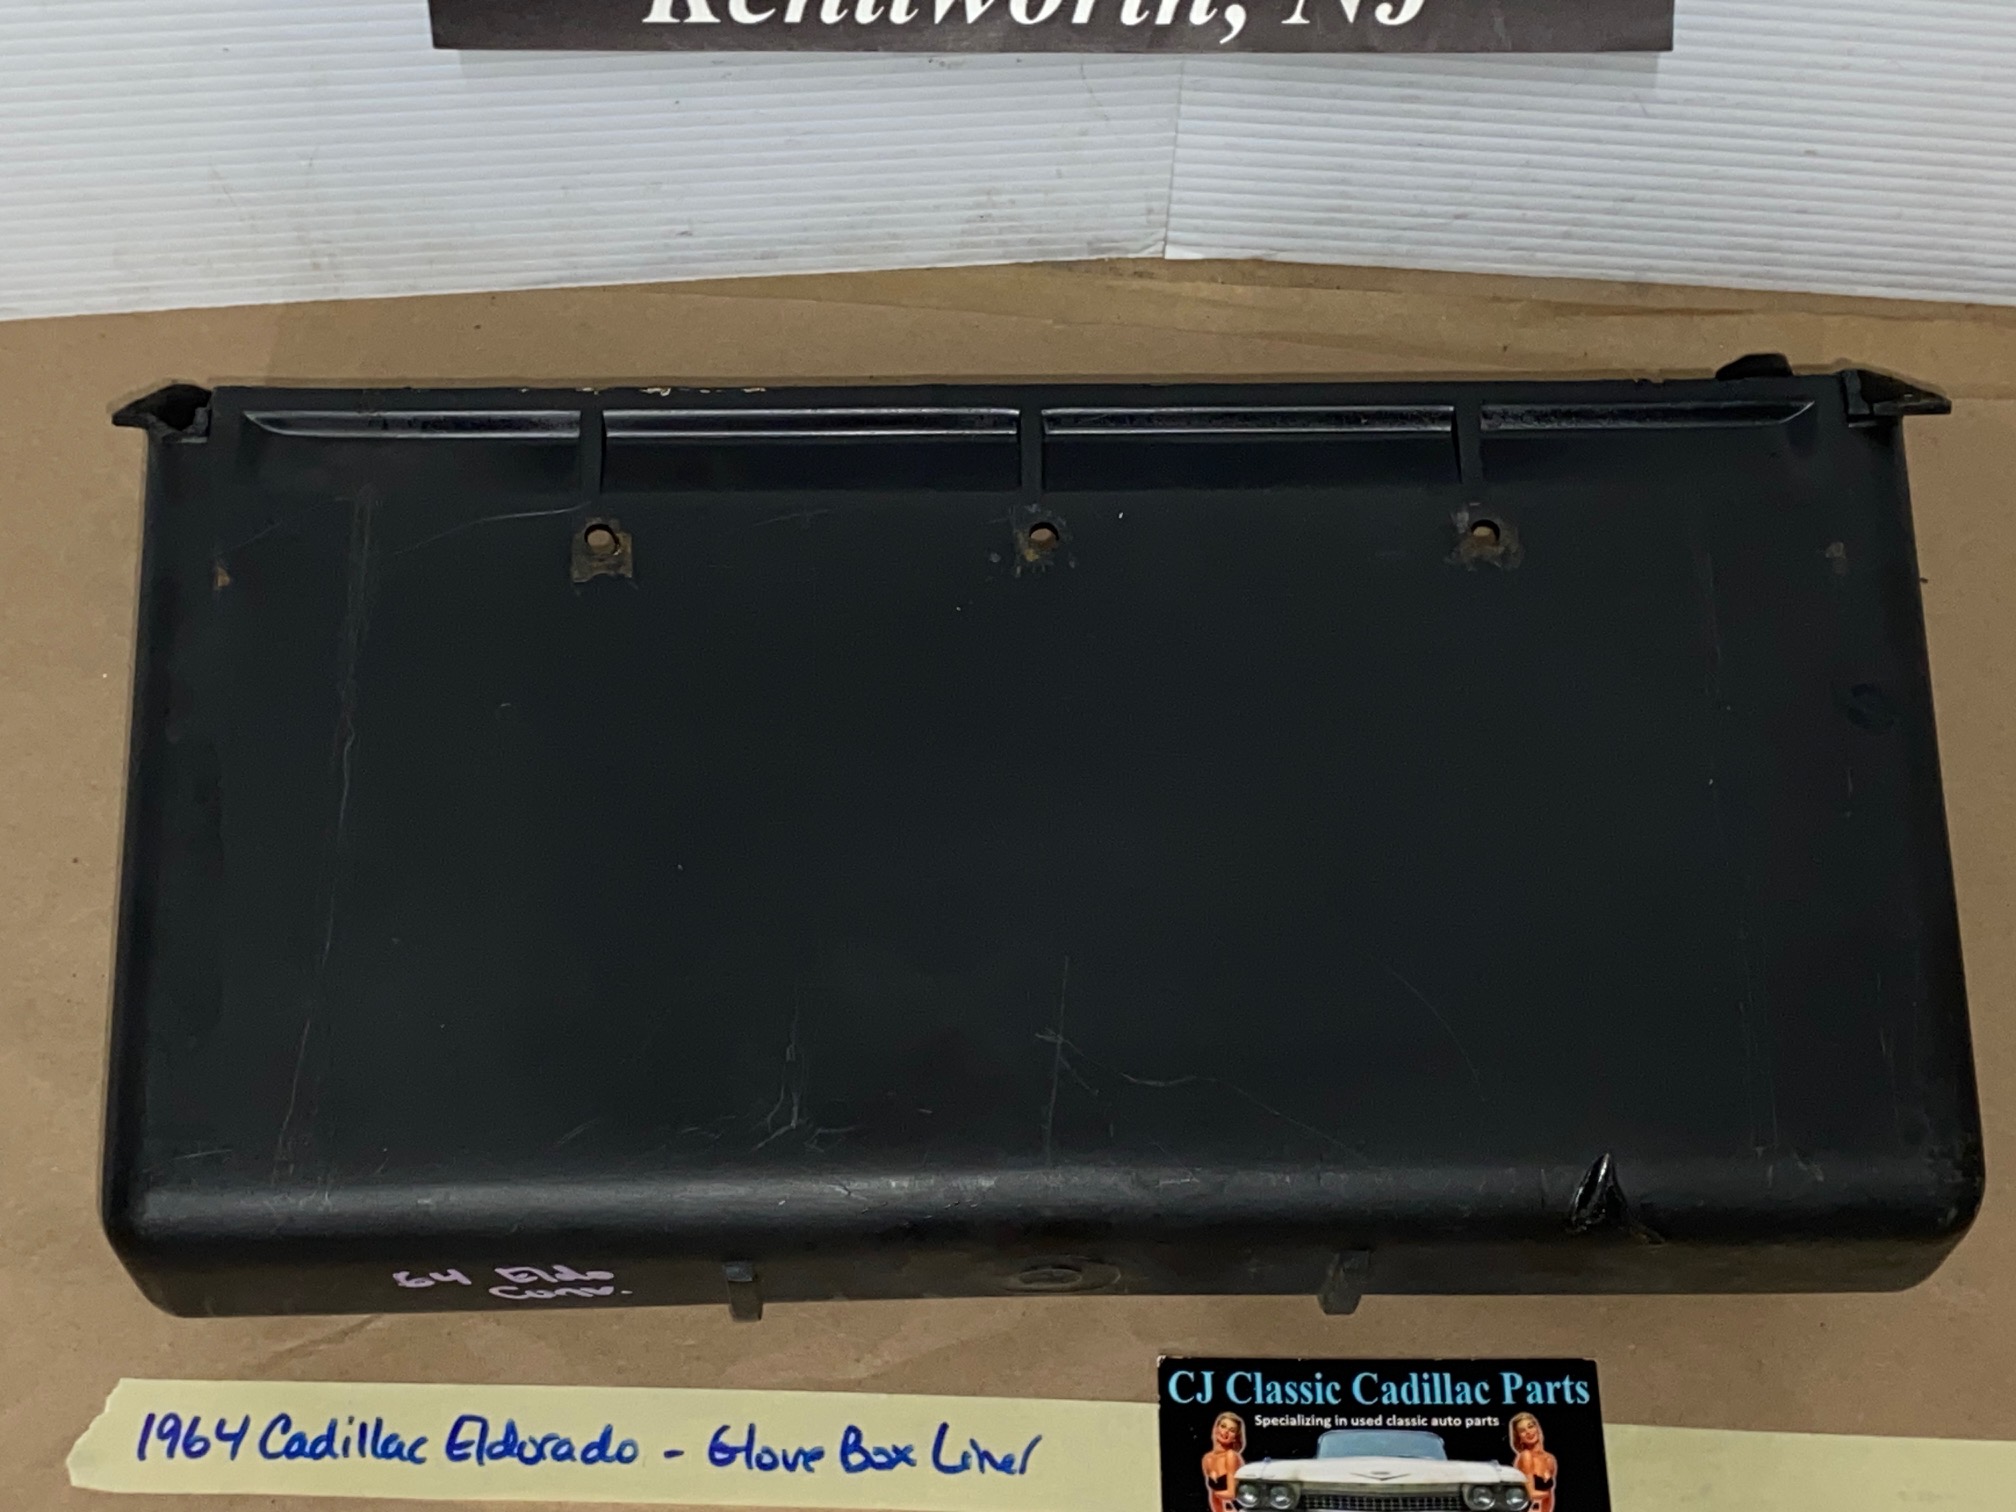 Kenilworth, NJ
64 Eldo
Conv.
1964 Cadillac Eldorado - Glove Box Liner
CJ Classic Cadillac Parts
Specializing in used classic auto parts